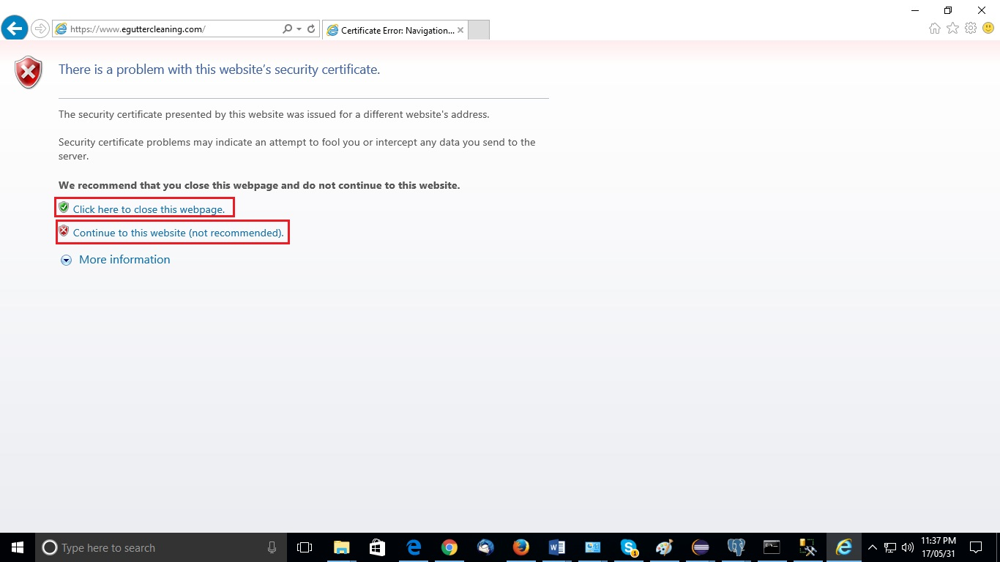 https://www.eguttercleaning.com/
Certificate Error: Navigation...
There is a problem with this website's security certificate.
The security certificate presented by this website was issued for a different website's address.
Security certificate problems may indicate an attempt to fool you or intercept any data you send to the
server.
We recommend that you close this webpage and do not continue to this website.
Click here to close this webpage.
Continue to this website (not recommended).
More information
Type here to search
1
11:37 PM
17/05/31